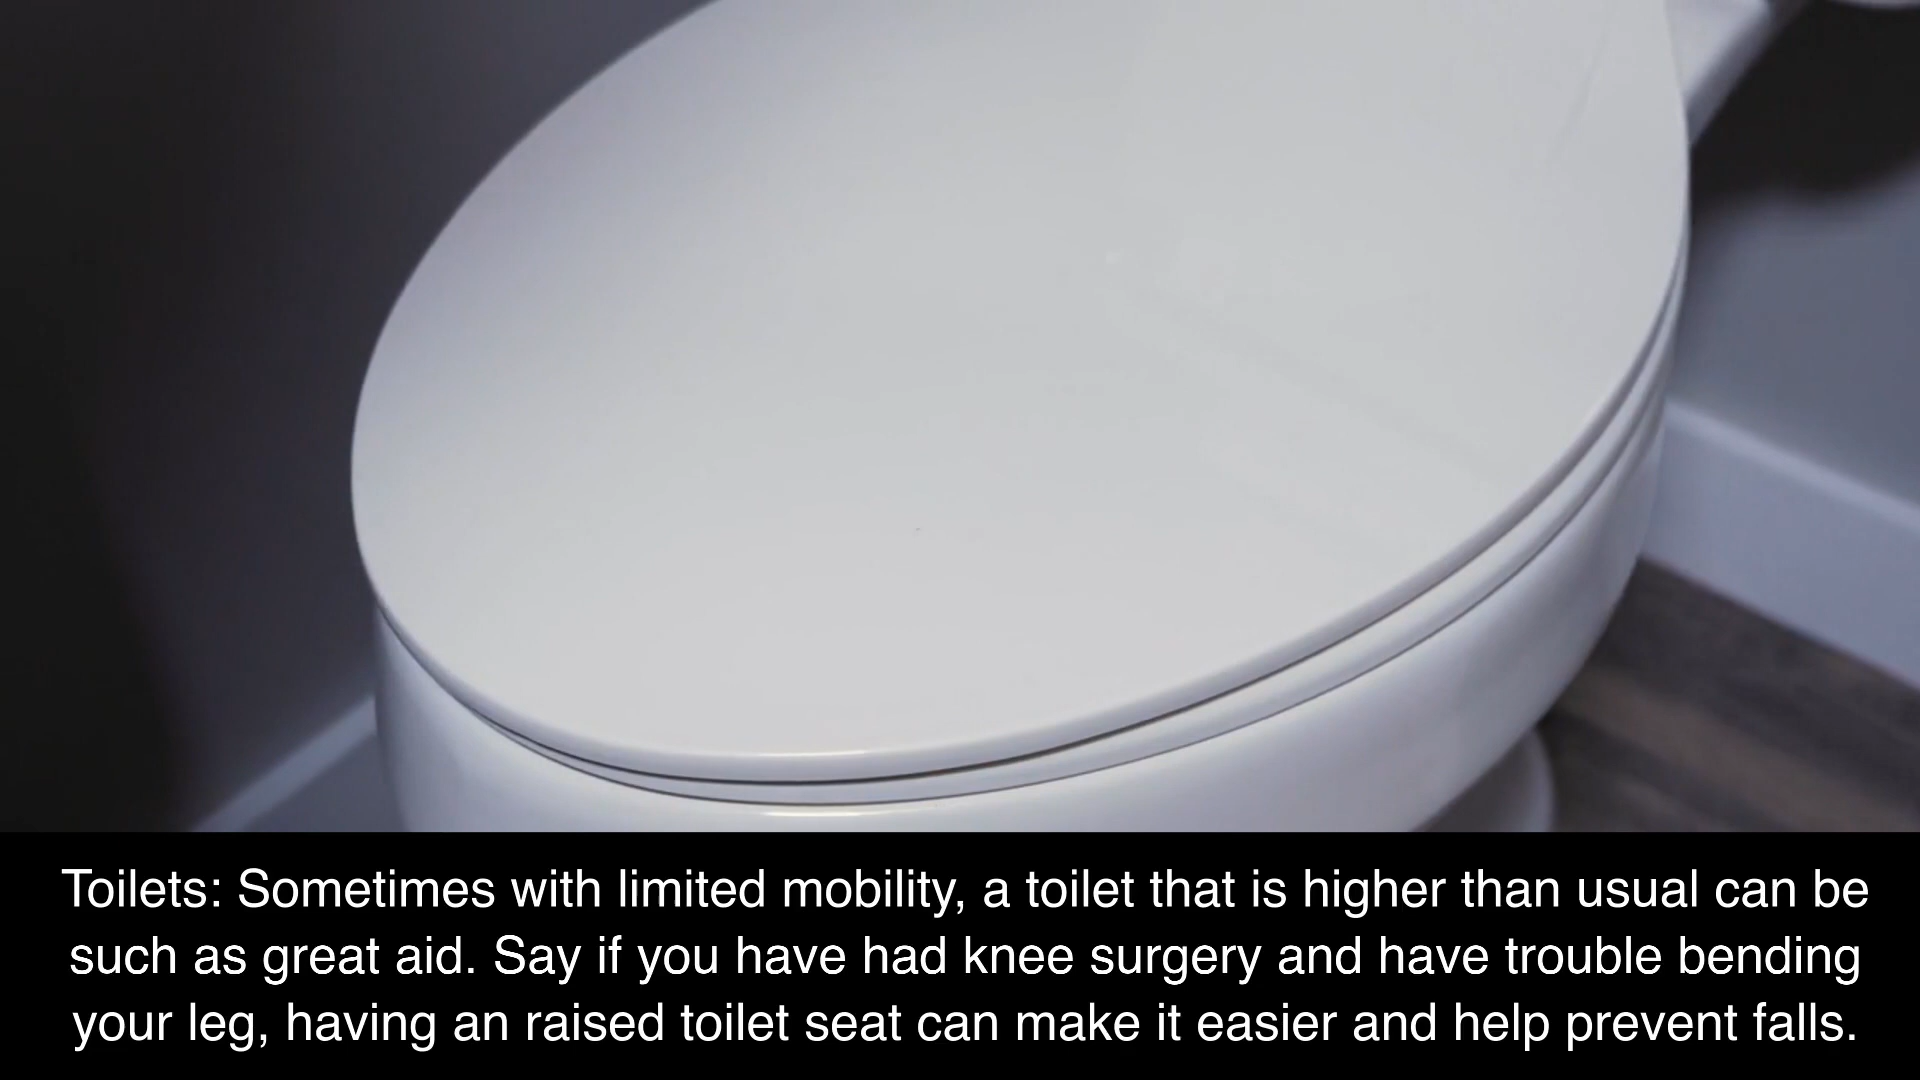 Toilets: Sometimes with limited mobility, a toilet that is higher than usual can be
such as great aid. Say if you have had knee surgery and have trouble bending
your leg, having an raised toilet seat can make it easier and help prevent falls.